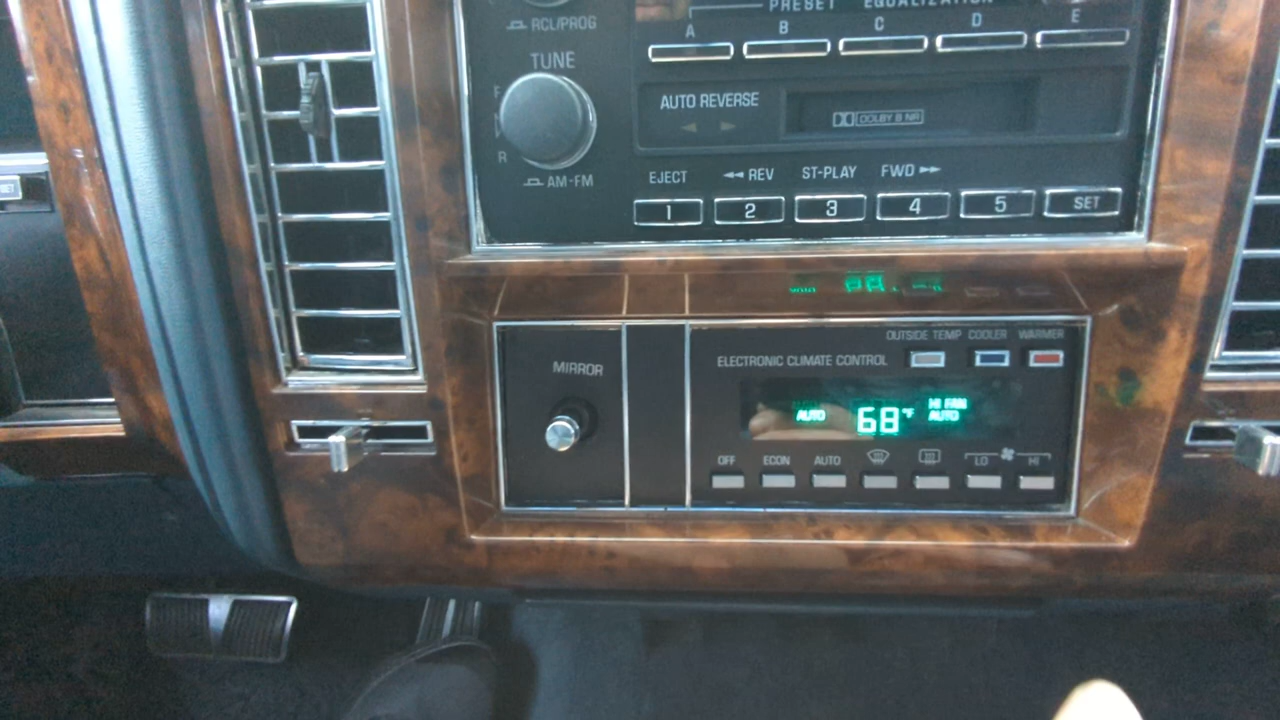 PRESET EQUALIZATION
RCL/PROG
A B C D E
TUNE
AUTO REVERSE
DOLBY B NR
R
AM-FM
EJECT ◄◄ REV ST-PLAY FWD ►►
1 2 3 4 5 SET
MIRROR
OUTSIDE TEMP COOLER WARMER
ELECTRONIC CLIMATE CONTROL
AUTO 68°F HI FAN AUTO
OFF ECON AUTO LO HI